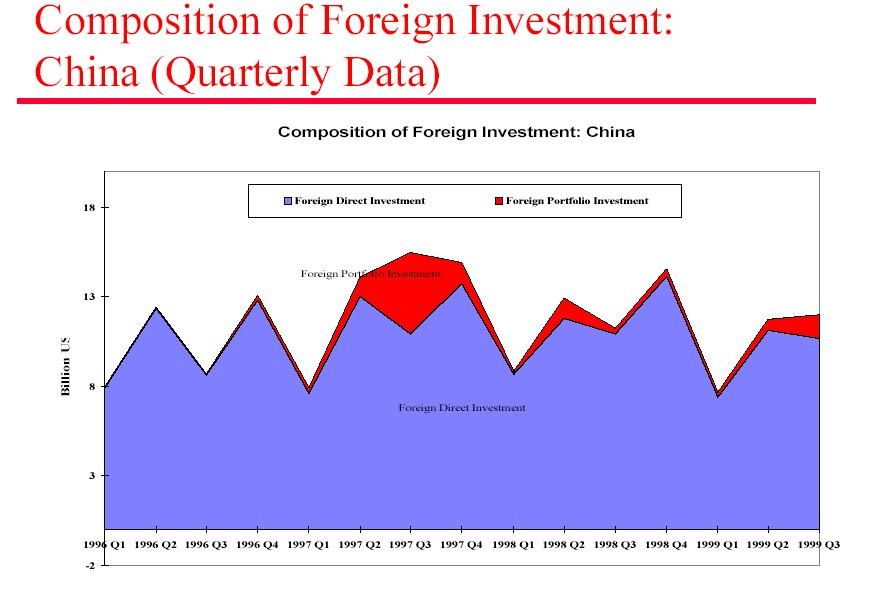 Composition of Foreign Investment:
China (Quarterly Data)
Composition of Foreign Investment: China
Foreign Direct Investment Foreign Portfolio Investment
18
Foreign Portfolio Investment
13
Billion US
8
Foreign Direct Investment
3
1996 Q1 1996 Q2 1996 Q3 1996 Q4 1997 Q1 1997 Q2 1997 Q3 1997 Q4 1998 Q1 1998 Q2 1998 Q3 1998 Q4 1999 Q1 1999 Q2 1999 Q3
-2